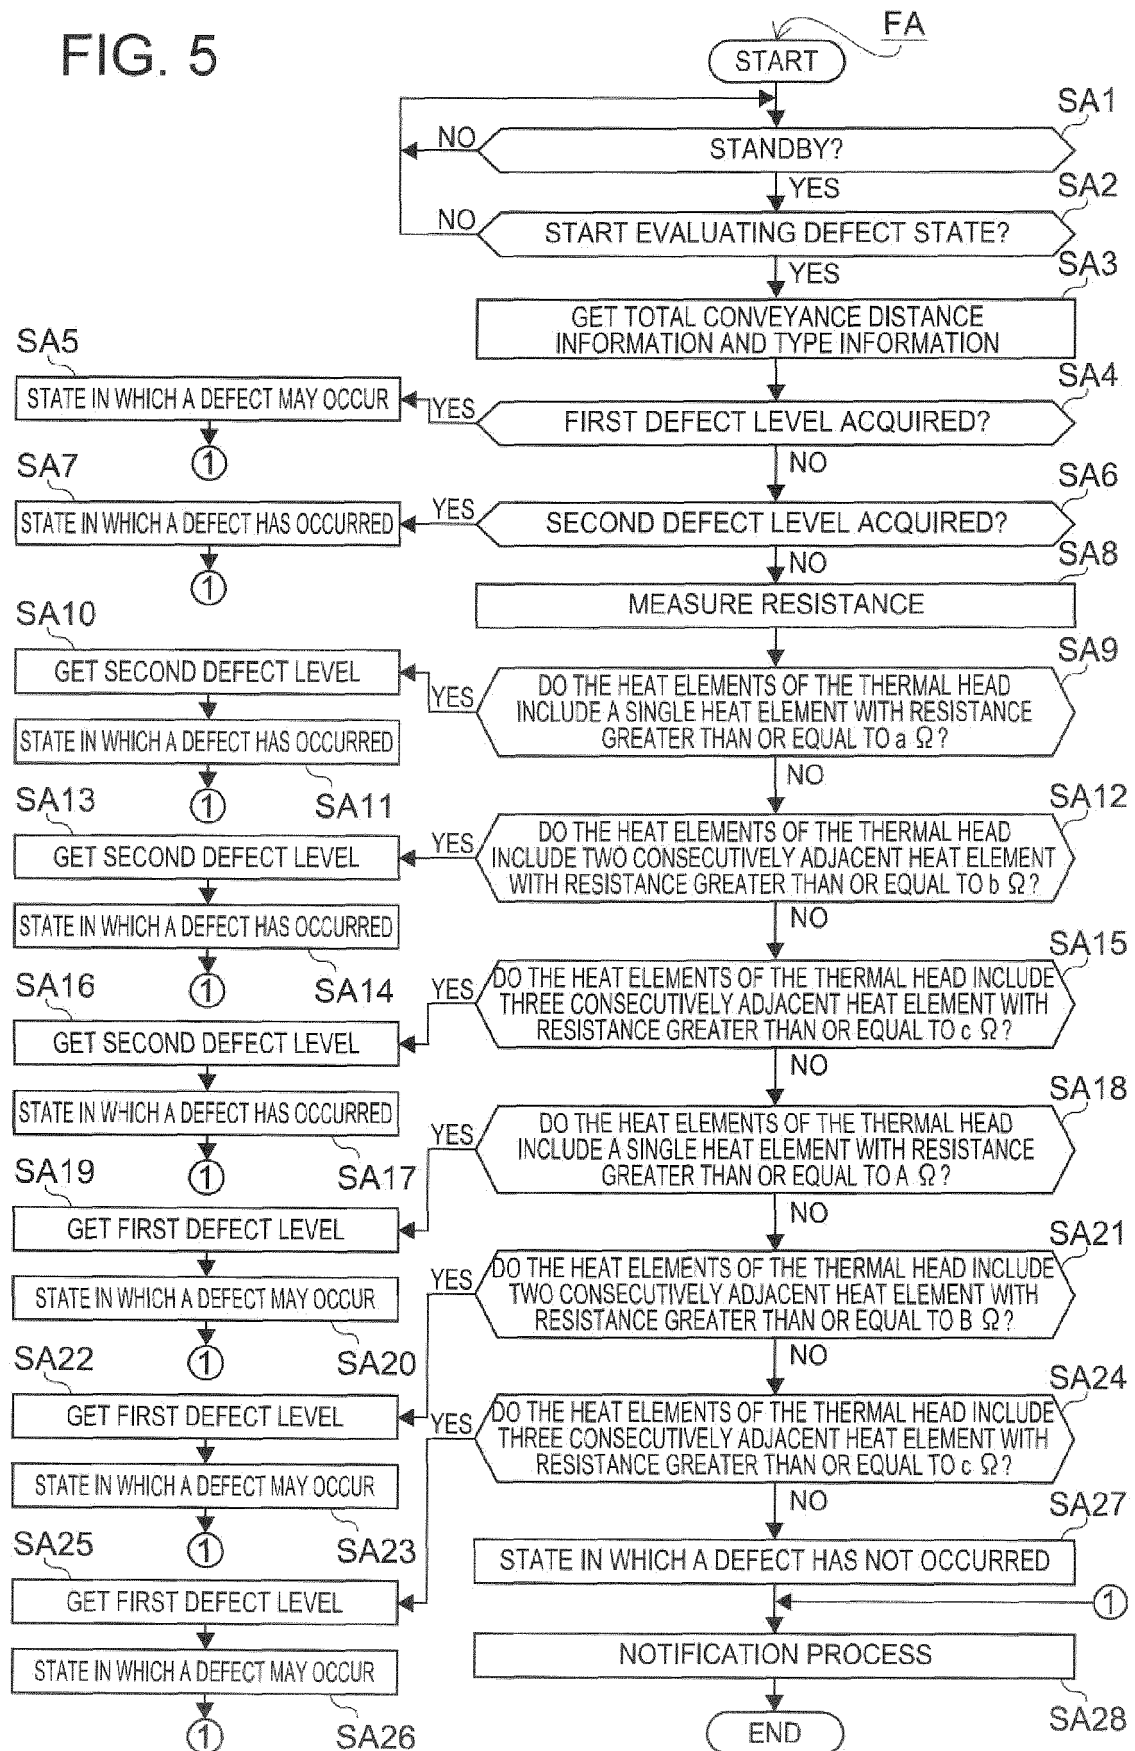 FIG. 5
FA
START
SA1
NO
STANDBY?
YES
SA2
NO
START EVALUATING DEFECT STATE?
YES
SA3
GET TOTAL CONVEYANCE DISTANCE
INFORMATION AND TYPE INFORMATION
SA5
SA4
STATE IN WHICH A DEFECT MAY OCCUR
YES
FIRST DEFECT LEVEL ACQUIRED?
1
NO
SA7
SA6
STATE IN WHICH A DEFECT HAS OCCURRED
YES
SECOND DEFECT LEVEL ACQUIRED?
1
NO
SA8
MEASURE RESISTANCE
SA10
SA9
GET SECOND DEFECT LEVEL
YES
DO THE HEAT ELEMENTS OF THE THERMAL HEAD
INCLUDE A SINGLE HEAT ELEMENT WITH RESISTANCE
GREATER THAN OR EQUAL TO a Ω?
STATE IN WHICH A DEFECT HAS OCCURRED
NO
1
SA11
SA13
SA12
GET SECOND DEFECT LEVEL
YES
DO THE HEAT ELEMENTS OF THE THERMAL HEAD
INCLUDE TWO CONSECUTIVELY ADJACENT HEAT ELEMENT
WITH RESISTANCE GREATER THAN OR EQUAL TO b Ω?
STATE IN WHICH A DEFECT HAS OCCURRED
NO
1
SA14
SA16
SA15
GET SECOND DEFECT LEVEL
YES
DO THE HEAT ELEMENTS OF THE THERMAL HEAD INCLUDE
THREE CONSECUTIVELY ADJACENT HEAT ELEMENT WITH
RESISTANCE GREATER THAN OR EQUAL TO c Ω?
STATE IN WHICH A DEFECT HAS OCCURRED
NO
1
SA17
SA19
SA18
GET FIRST DEFECT LEVEL
YES
DO THE HEAT ELEMENTS OF THE THERMAL HEAD
INCLUDE A SINGLE HEAT ELEMENT WITH RESISTANCE
GREATER THAN OR EQUAL TO A Ω?
STATE IN WHICH A DEFECT MAY OCCUR
NO
1
SA20
SA22
SA21
GET FIRST DEFECT LEVEL
YES
DO THE HEAT ELEMENTS OF THE THERMAL HEAD INCLUDE
TWO CONSECUTIVELY ADJACENT HEAT ELEMENT WITH
RESISTANCE GREATER THAN OR EQUAL TO B Ω?
STATE IN WHICH A DEFECT MAY OCCUR
NO
1
SA23
SA25
SA24
GET FIRST DEFECT LEVEL
YES
DO THE HEAT ELEMENTS OF THE THERMAL HEAD INCLUDE
THREE CONSECUTIVELY ADJACENT HEAT ELEMENT WITH
RESISTANCE GREATER THAN OR EQUAL TO c Ω?
STATE IN WHICH A DEFECT MAY OCCUR
NO
1
SA26
SA27
STATE IN WHICH A DEFECT HAS NOT OCCURRED
1
NOTIFICATION PROCESS
SA28
END